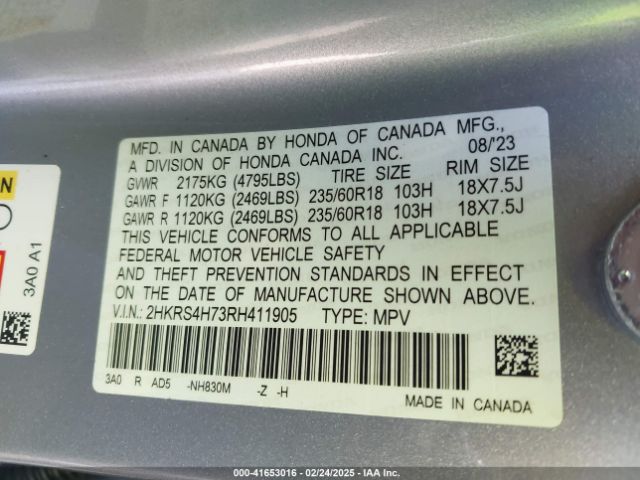 MFD. IN CANADA BY HONDA OF CANADA MFG.,
A DIVISION OF HONDA CANADA INC. 08/'23
GVWR 2175KG (4795LBS) TIRE SIZE RIM SIZE
GAWR F 1120KG (2469LBS) 235/60R18 103H 18X7.5J
GAWR R 1120KG (2469LBS) 235/60R18 103H 18X7.5J
THIS VEHICLE CONFORMS TO ALL APPLICABLE
FEDERAL MOTOR VEHICLE SAFETY
AND THEFT PREVENTION STANDARDS IN EFFECT
ON THE DATE OF MANUFACTURE SHOWN ABOVE.
V.I.N.: 2HKRS4H73RH411905 TYPE: MPV
3A0 R AD5 -NH830M -Z -H
MADE IN CANADA
3A0 A1
000-41653016 - 02/24/2025 - IAA Inc.